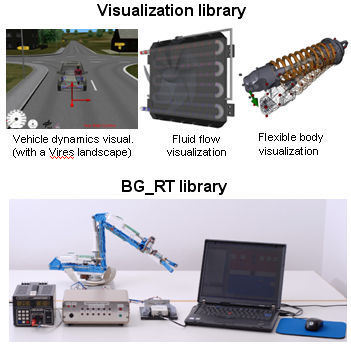 Visualization library
Vehicle dynamics visual.
(with a Vires landscape)
Fluid flow
visualization
Flexible body
visualization
BG_RT library